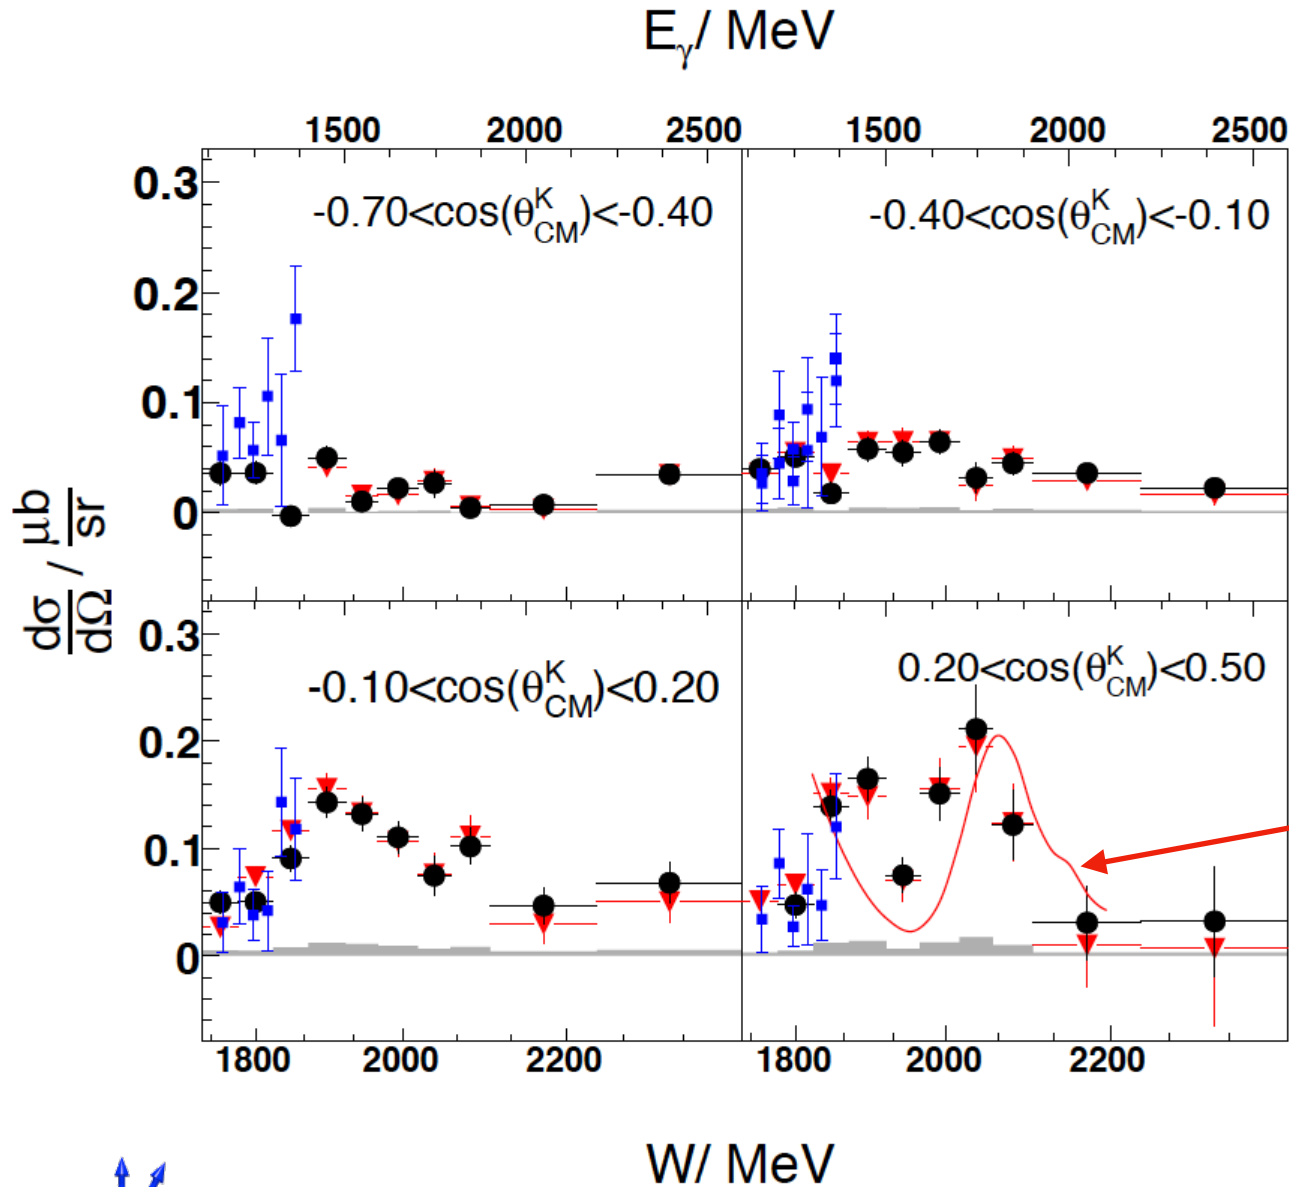 E_γ/ MeV
1500 2000 2500 1500 2000 2500
0.3
-0.70<cos(θ^K_CM)<-0.40
-0.40<cos(θ^K_CM)<-0.10
0.2
0.1
0
dσ/dΩ / μb/sr
0.3
-0.10<cos(θ^K_CM)<0.20
0.20<cos(θ^K_CM)<0.50
0.2
0.1
0
1800 2000 2200 1800 2000 2200
W/ MeV